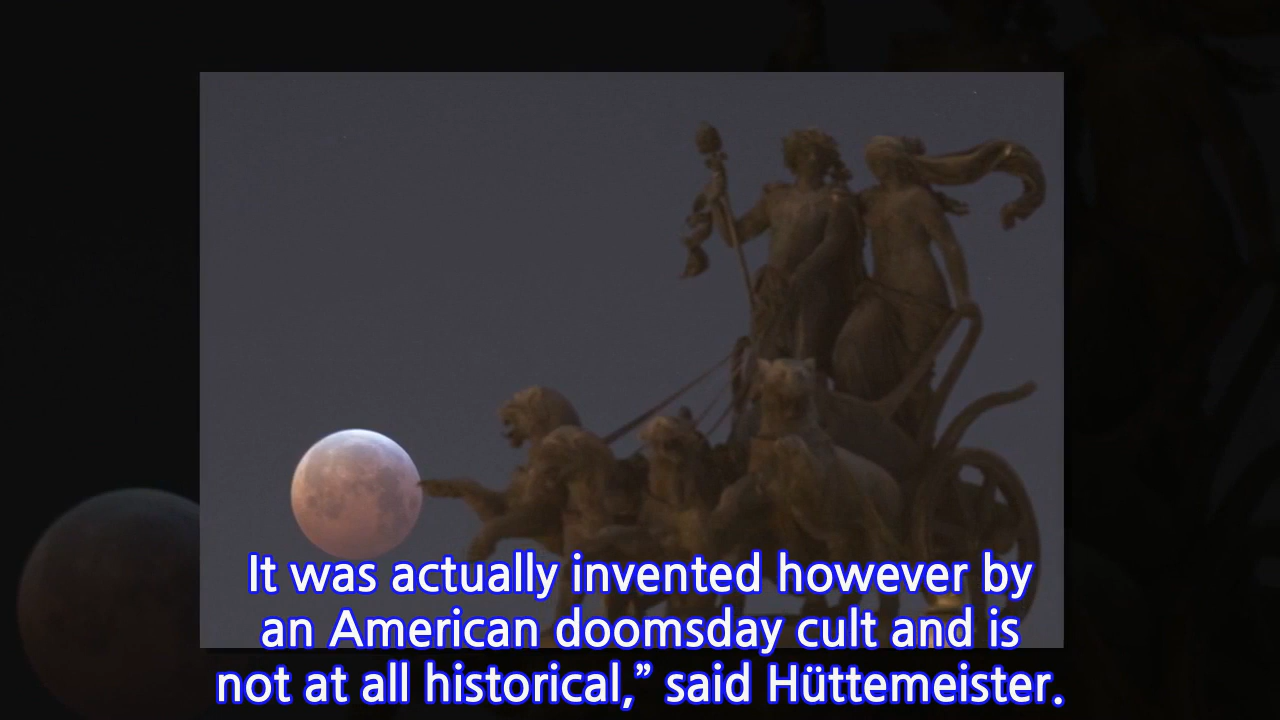 It was actually invented however by
an American doomsday cult and is
not at all historical,” said Hüttemeister.